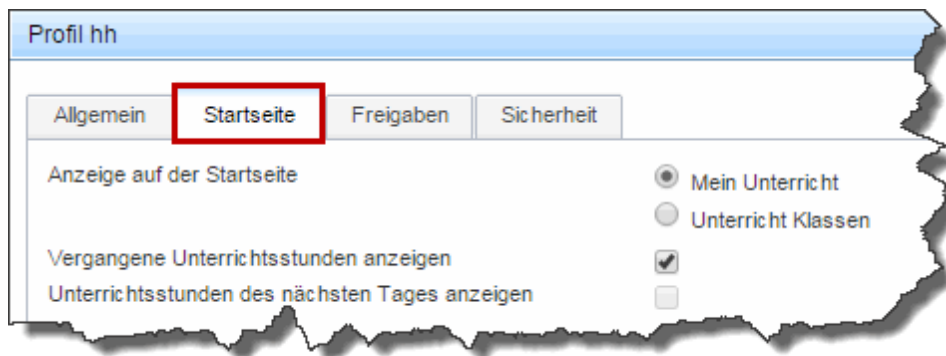 Profil hh
Allgemein Startseite Freigaben Sicherheit
Anzeige auf der Startseite Mein Unterricht
Unterricht Klassen
Vergangene Unterrichtsstunden anzeigen
Unterrichtsstunden des nächsten Tages anzeigen